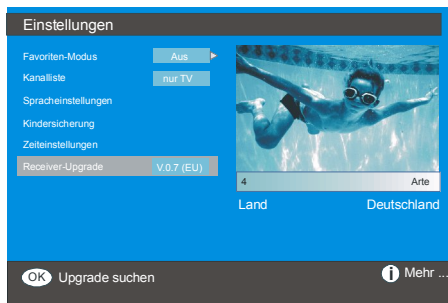 Einstellungen
Favoriten-Modus Aus
Kanalliste nur TV
Spracheinstellungen
Kindersicherung
Zeiteinstellungen
Receiver-Upgrade V.0.7 (EU)
4 Arte
Land Deutschland
OK Upgrade suchen
i Mehr ...